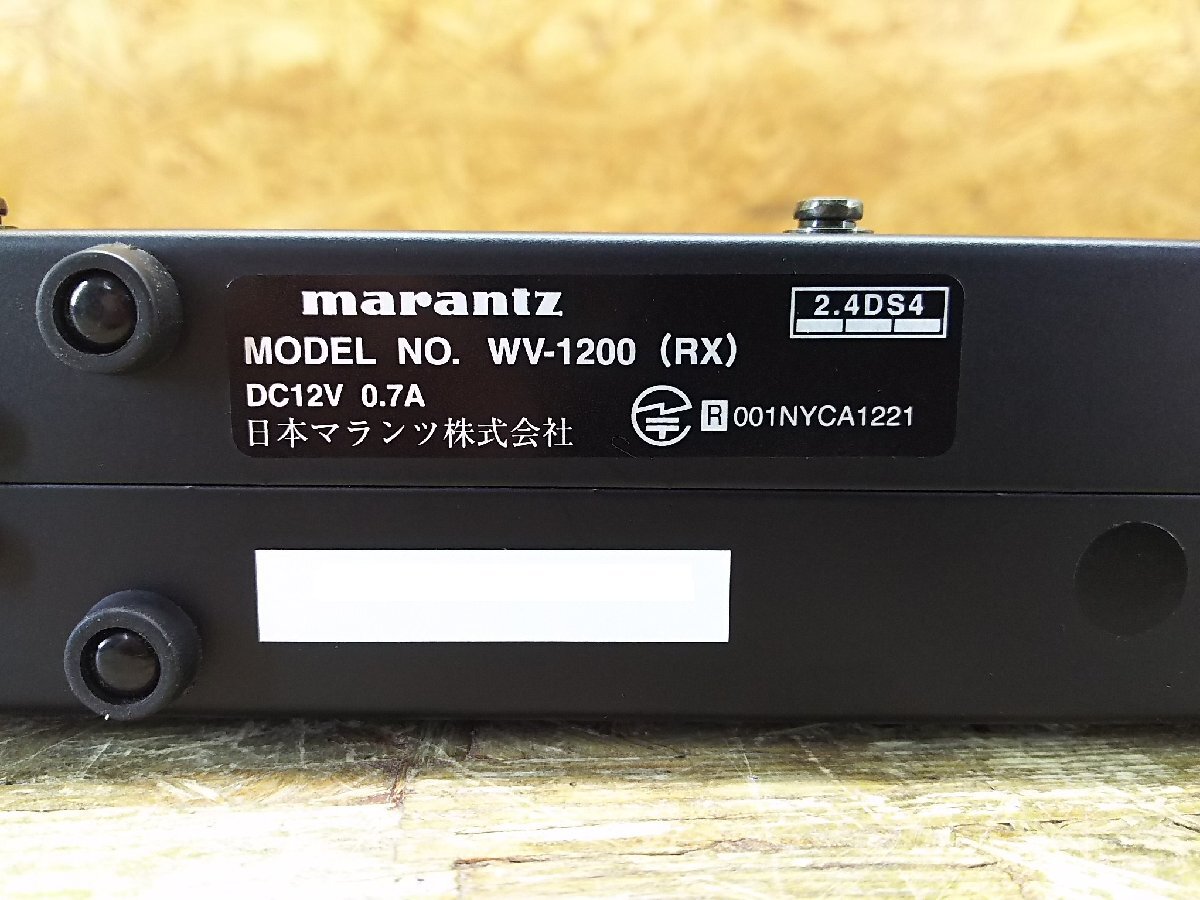 marantz
2.4DS4
MODEL NO. WV-1200 (RX)
DC12V 0.7A
R 001NYCA1221
日本マランツ株式会社